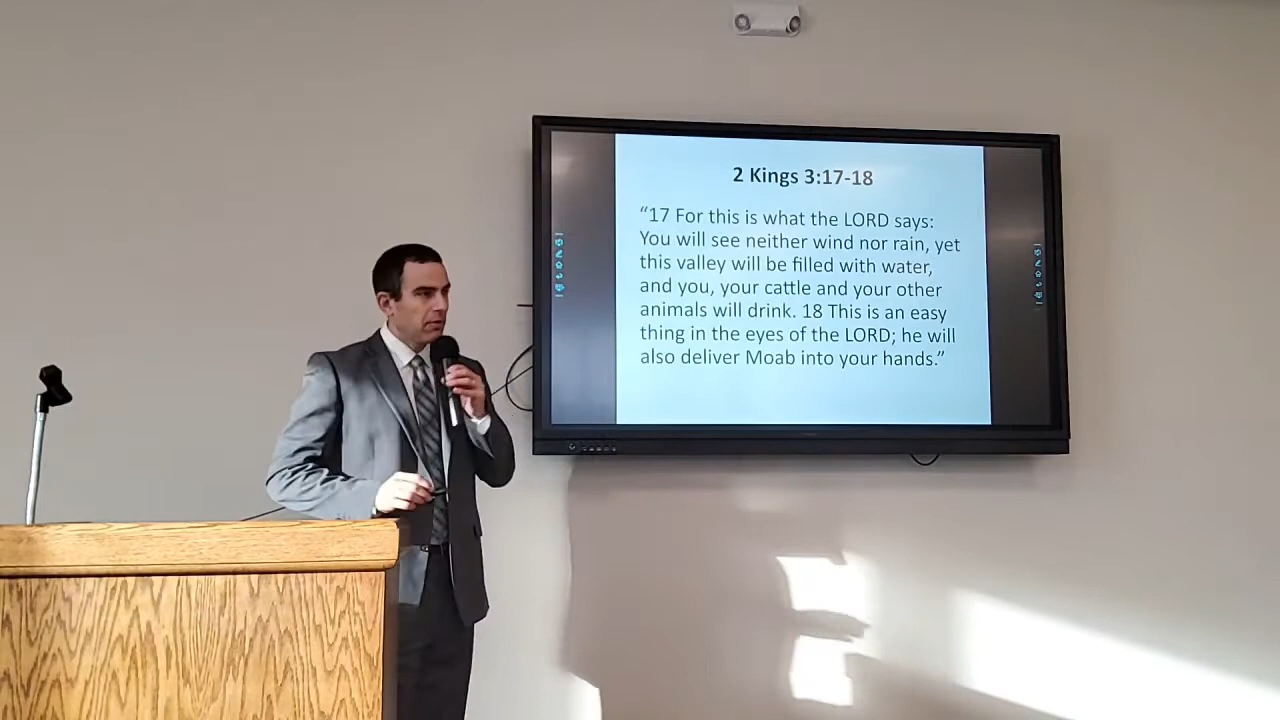 2 Kings 3:17-18
“17 For this is what the LORD says:
You will see neither wind nor rain, yet
this valley will be filled with water,
and you, your cattle and your other
animals will drink. 18 This is an easy
thing in the eyes of the LORD; he will
also deliver Moab into your hands.”